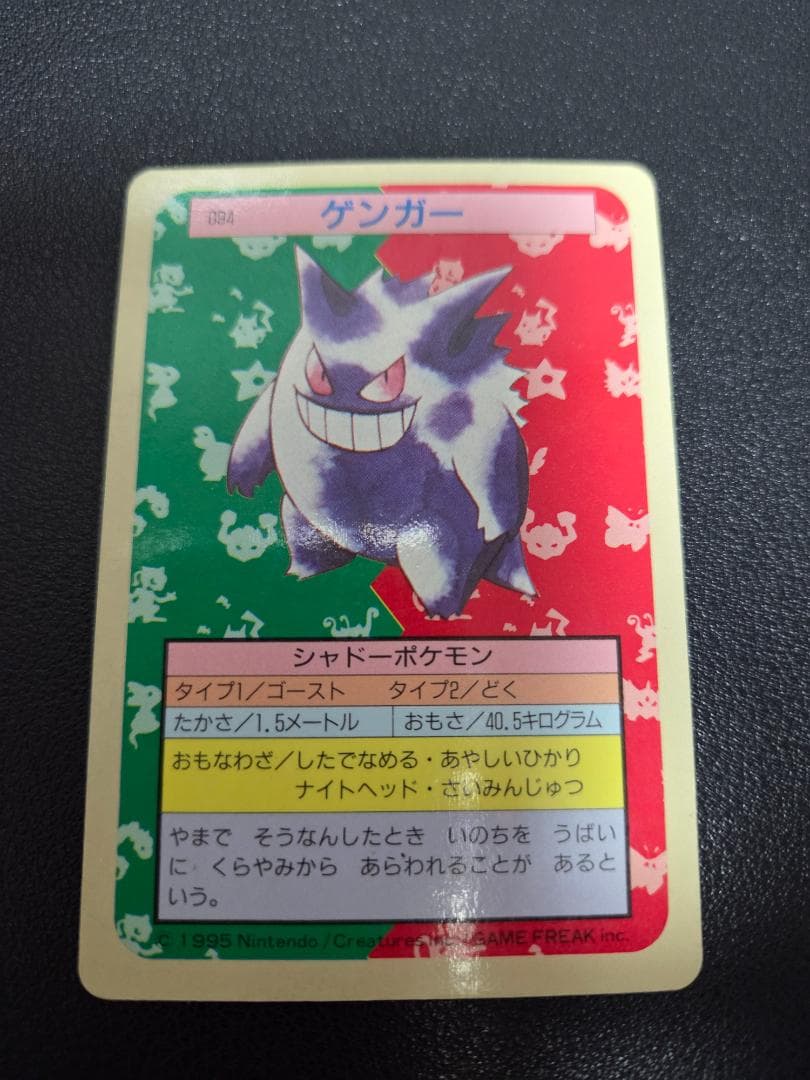 094
ゲンガー
シャドーポケモン
タイプ1／ゴースト タイプ2／どく
たかさ／1.5メートル おもさ／40.5キログラム
おもなわざ／したでなめる・あやしいひかり
ナイトヘッド・さいみんじゅつ
やまで そうなんしたとき いのちを うばい
に くらやみから あらわれることが あると
いう。
© 1995 Nintendo /Creatures inc. /GAME FREAK inc.